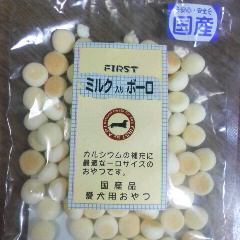 安心・安全な
国産
FIRST
ミルク入りボーロ
カルシウムの補充に
最適な一口サイズの
おやつです。
国産品
愛犬用おやつ